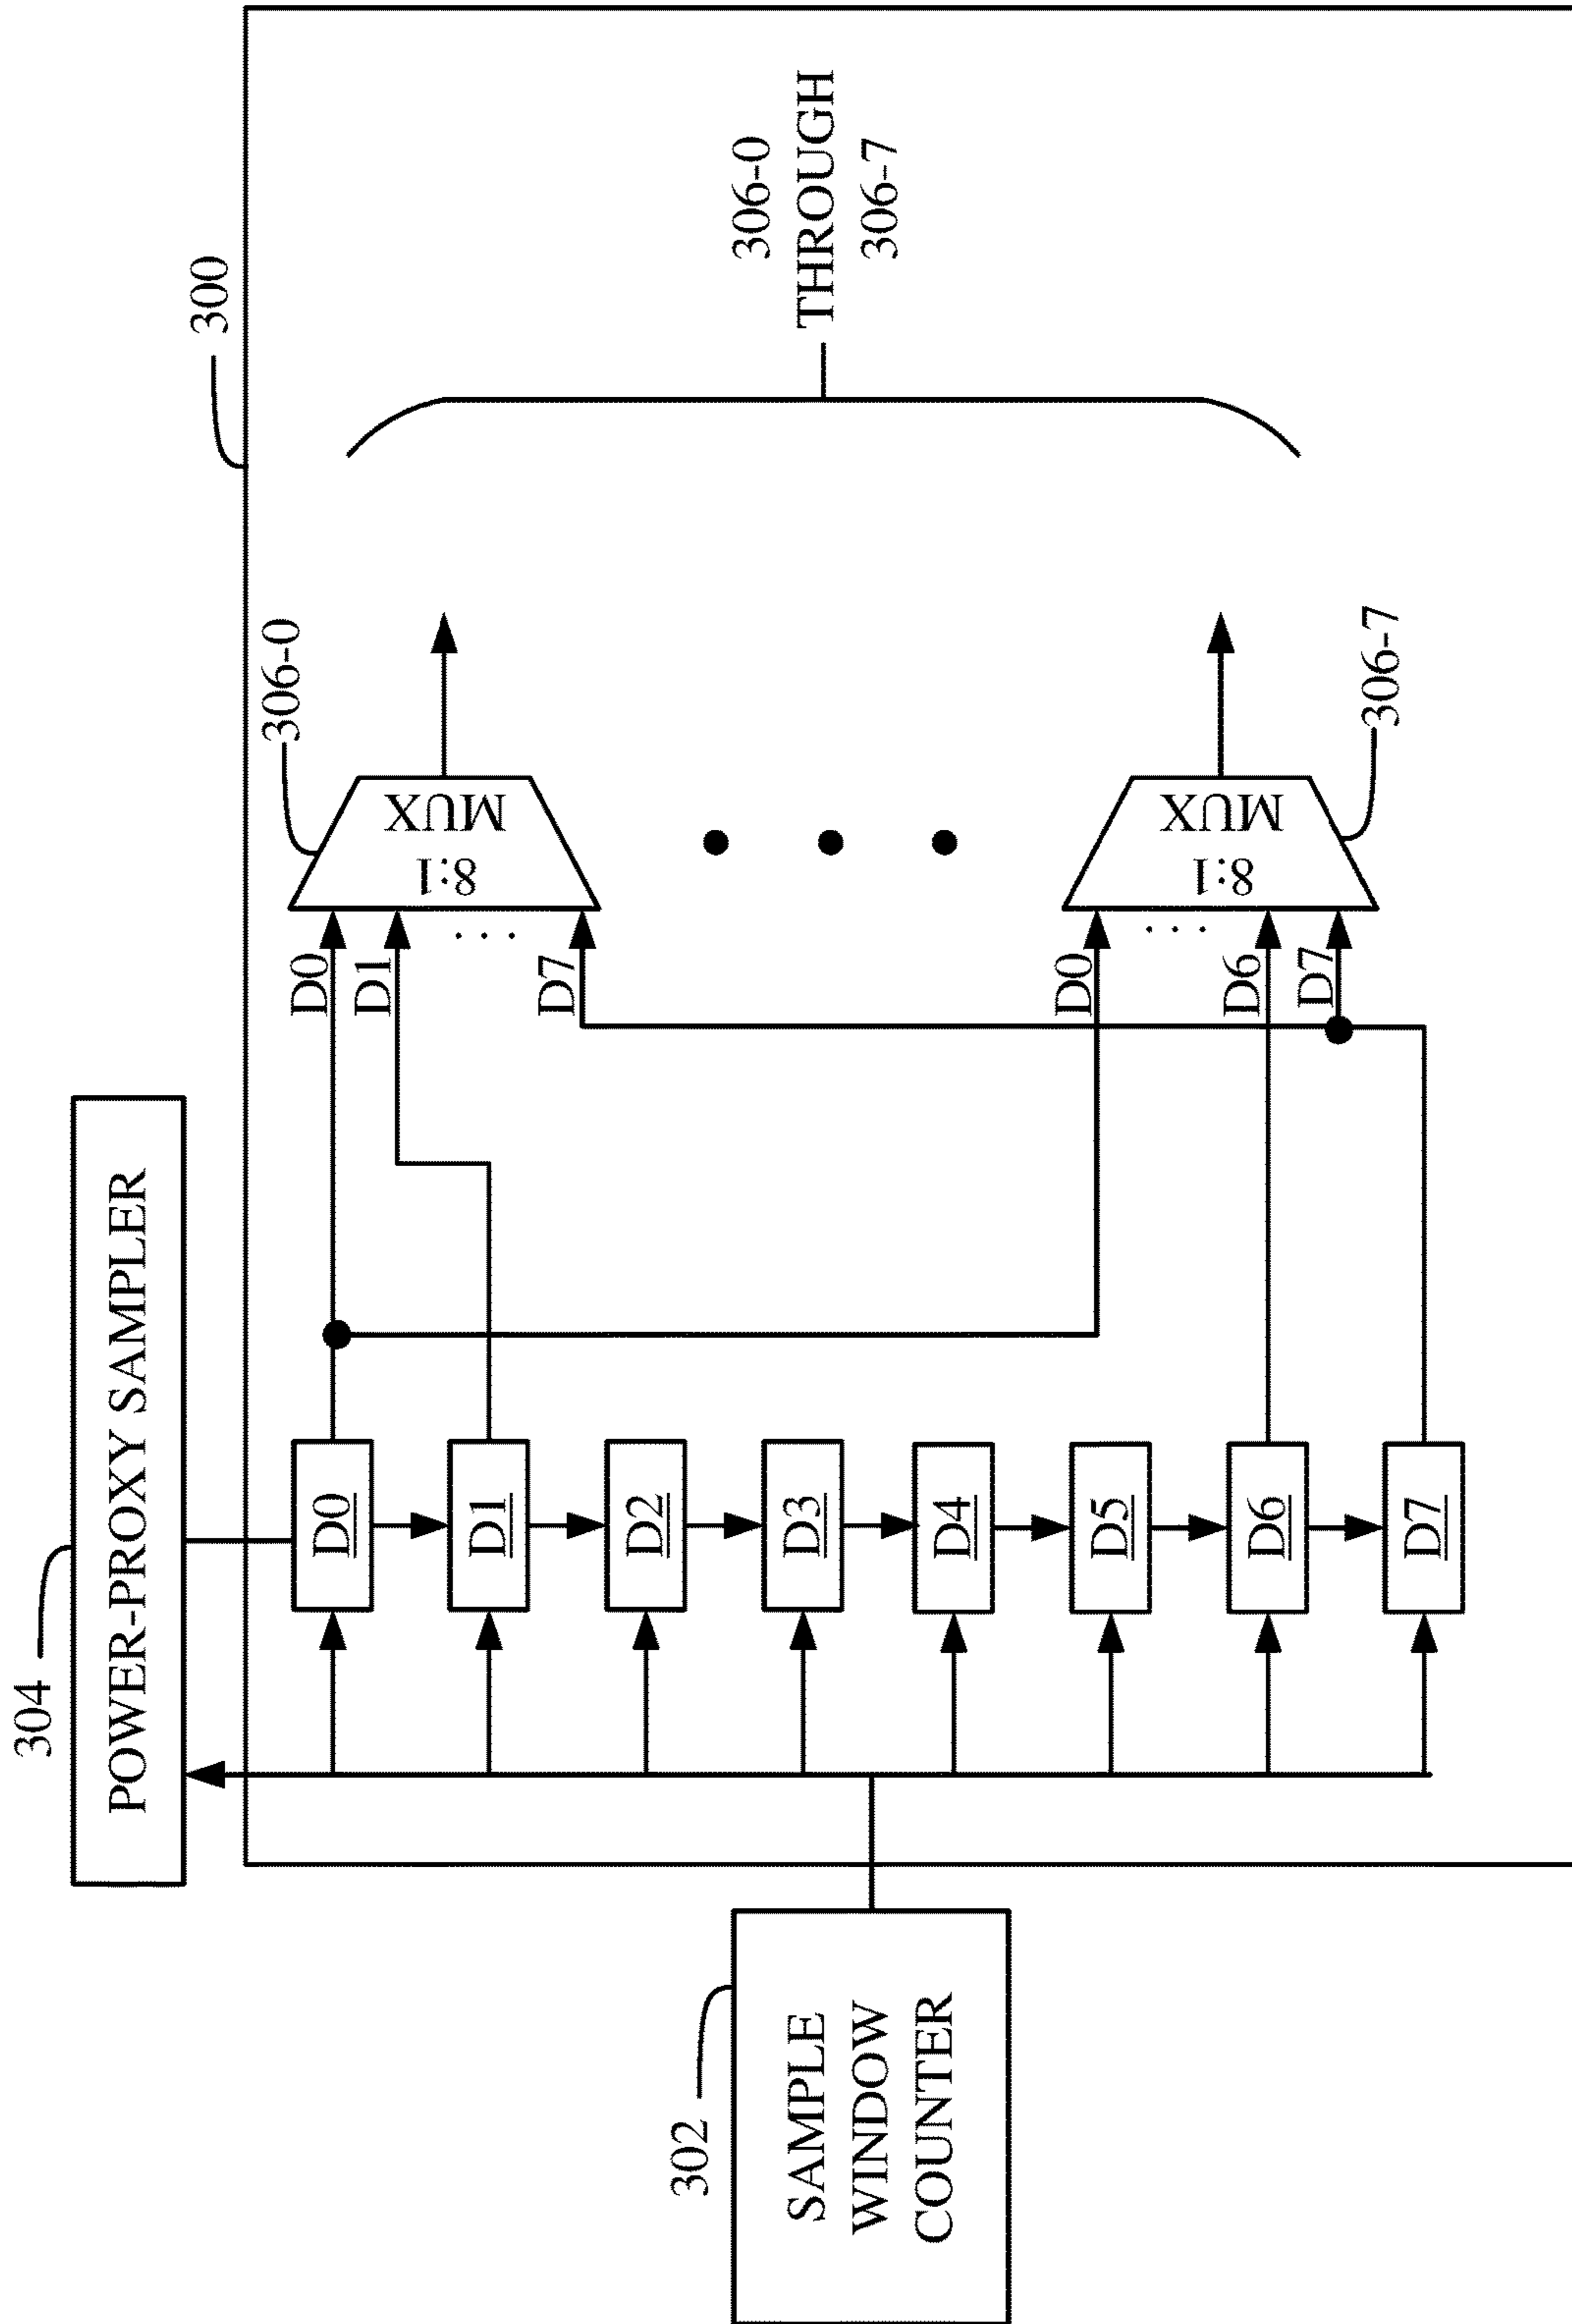 304
POWER-PROXY SAMPLER
300
302
SAMPLE
WINDOW
COUNTER
D0
D1
D2
D3
D4
D5
D6
D7
D0
D1
. . .
D7
8:1
MUX
306-0
D0
. . .
D6
D7
8:1
MUX
306-7
306-0
THROUGH
306-7